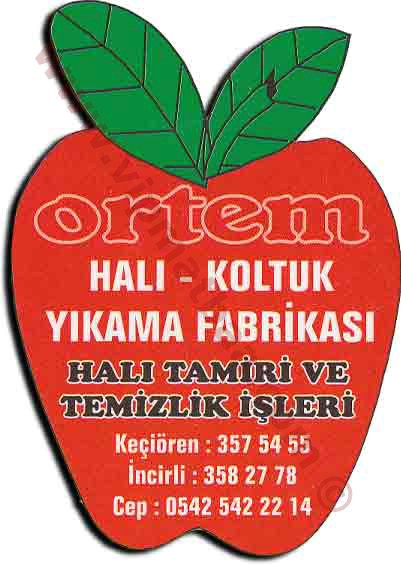 ortem
HALI - KOLTUK
YIKAMA FABRİKASI
HALI TAMİRİ VE
TEMİZLİK İŞLERİ
Keçiören : 357 54 55
İncirli : 358 27 78
Cep : 0542 542 22 14